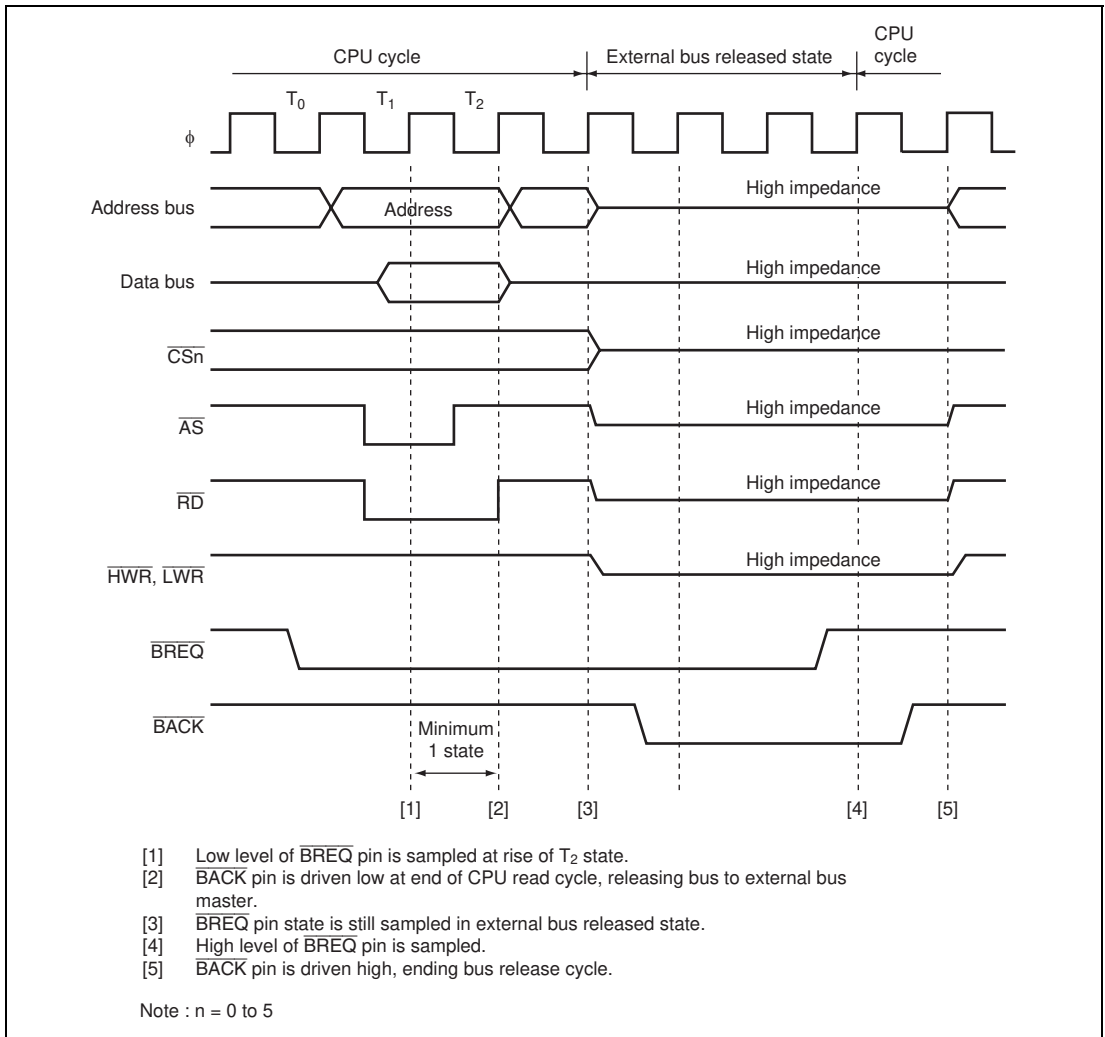 CPU cycle
External bus released state
CPU
cycle
T0
T1
T2
ϕ
Address bus
Address
High impedance
Data bus
High impedance
CSn
High impedance
AS
High impedance
RD
High impedance
HWR, LWR
High impedance
BREQ
BACK
Minimum
1 state
[1]
[2]
[3]
[4]
[5]
[1] Low level of BREQ pin is sampled at rise of T2 state.
[2] BACK pin is driven low at end of CPU read cycle, releasing bus to external bus
master.
[3] BREQ pin state is still sampled in external bus released state.
[4] High level of BREQ pin is sampled.
[5] BACK pin is driven high, ending bus release cycle.
Note : n = 0 to 5